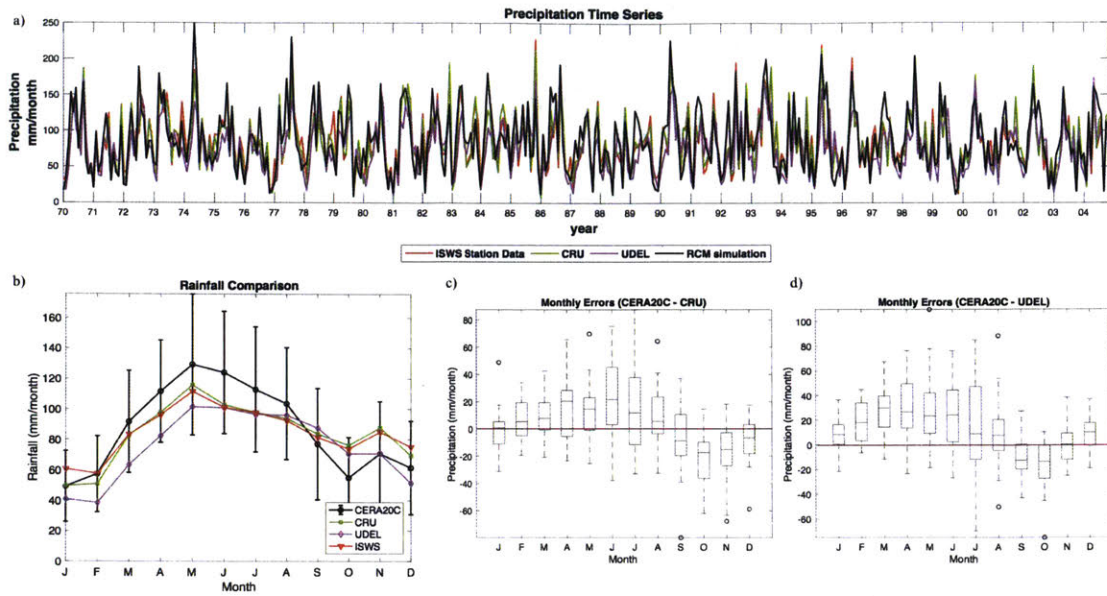 a)
Precipitation Time Series
Precipitation
mm/month
250
200
150
100
50
0
70 71 72 73 74 75 76 77 78 79 80 81 82 83 84 85 86 87 88 89 90 91 92 93 94 95 96 97 98 99 00 01 02 03 04
year
ISWS Station Data CRU UDEL RCM simulation
b)
Rainfall Comparison
Rainfall (mm/month)
160
140
120
100
80
60
40
20
0
CERA20C
CRU
UDEL
ISWS
J F M A M J J A S O N D
Month
c)
Monthly Errors (CERA20C - CRU)
Precipitation (mm/month)
80
60
40
20
0
-20
-40
-60
J F M A M J J A S O N D
Month
d)
Monthly Errors (CERA20C - UDEL)
Precipitation (mm/month)
100
80
60
40
20
0
-20
-40
-60
J F M A M J J A S O N D
Month